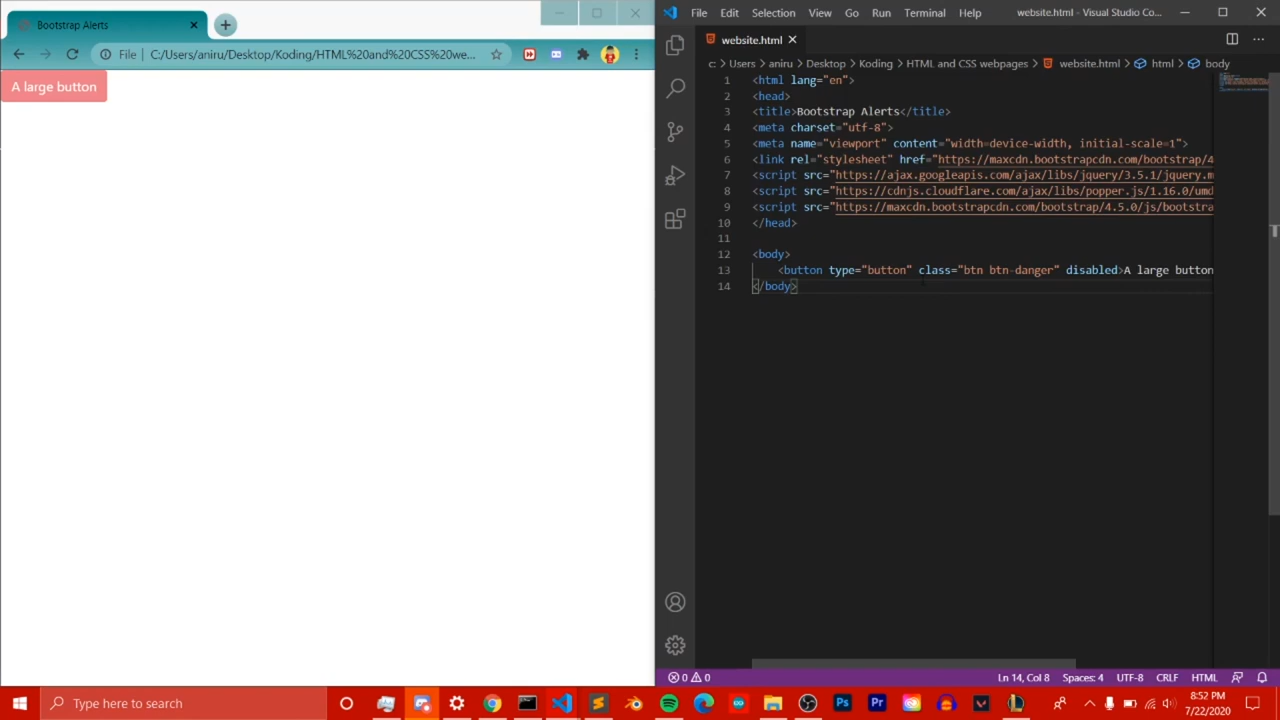 Bootstrap Alerts
File
C:/Users/aniru/Desktop/Koding/HTML%20and%20CSS%20we...
A large button
File Edit Selection View Go Run Terminal Help
website.html - Visual Studio Co...
website.html
c: > Users > aniru > Desktop > Koding > HTML and CSS webpages > website.html > html > body
1 <html lang="en">
2 <head>
3 <title>Bootstrap Alerts</title>
4 <meta charset="utf-8">
5 <meta name="viewport" content="width=device-width, initial-scale=1">
6 <link rel="stylesheet" href="https://maxcdn.bootstrapcdn.com/bootstrap/4
7 <script src="https://ajax.googleapis.com/ajax/libs/jquery/3.5.1/jquery.m
8 <script src="https://cdnjs.cloudflare.com/ajax/libs/popper.js/1.16.0/umd
9 <script src="https://maxcdn.bootstrapcdn.com/bootstrap/4.5.0/js/bootstra
10 </head>
11
12 <body>
13 <button type="button" class="btn btn-danger" disabled>A large button
14 </body>
0 0
Ln 14, Col 8 Spaces: 4 UTF-8 CRLF HTML
Type here to search
Ps
Pr
8:52 PM
7/22/2020